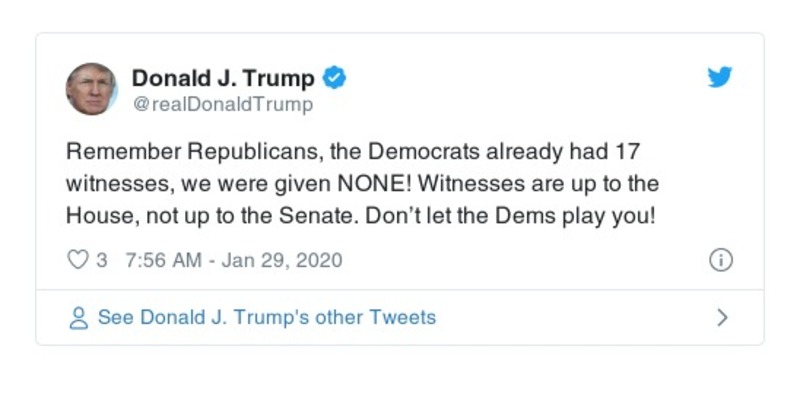 Donald J. Trump
@realDonaldTrump
Remember Republicans, the Democrats already had 17
witnesses, we were given NONE! Witnesses are up to the
House, not up to the Senate. Don’t let the Dems play you!
3 7:56 AM - Jan 29, 2020
See Donald J. Trump's other Tweets